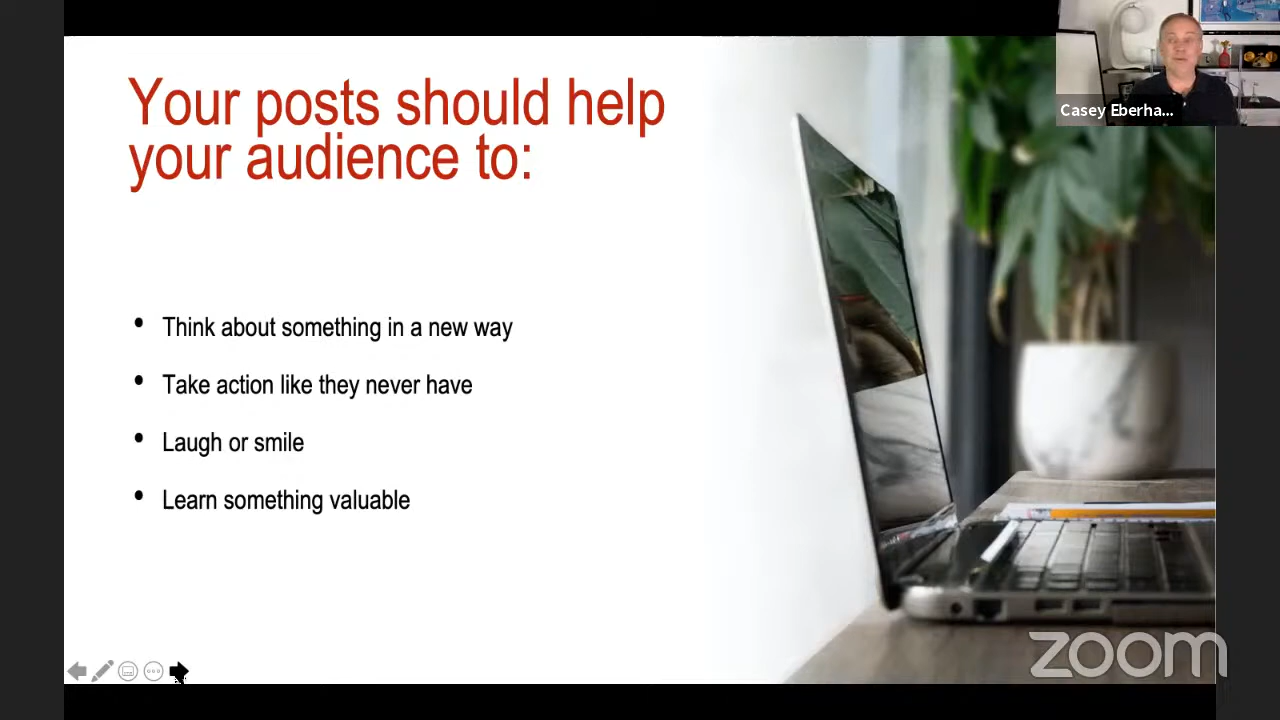 Your posts should help
your audience to:
Casey Eberha...
• Think about something in a new way
• Take action like they never have
• Laugh or smile
• Learn something valuable
zoom